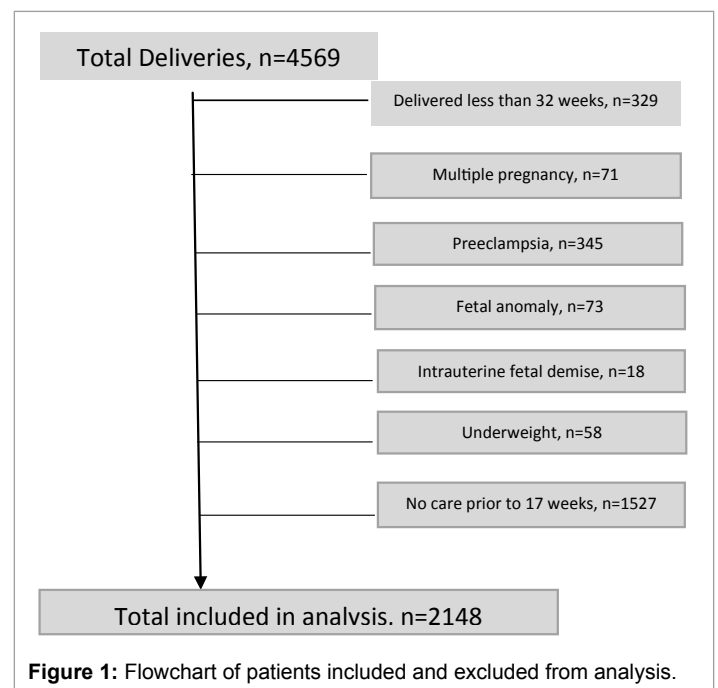 Total Deliveries, n=4569
Delivered less than 32 weeks, n=329
Multiple pregnancy, n=71
Preeclampsia, n=345
Fetal anomaly, n=73
Intrauterine fetal demise, n=18
Underweight, n=58
No care prior to 17 weeks, n=1527
Total included in analysis. n=2148
Figure 1: Flowchart of patients included and excluded from analysis.